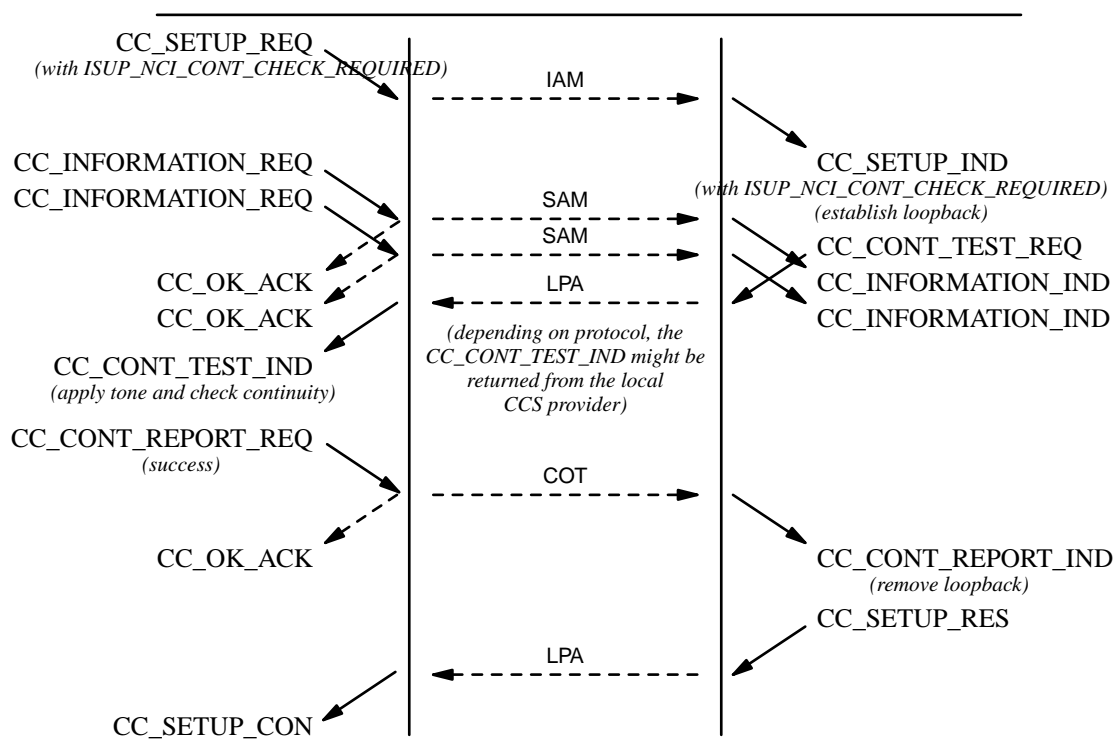 CC_SETUP_REQ
(with ISUP_NCI_CONT_CHECK_REQUIRED)
IAM
CC_INFORMATION_REQ
CC_SETUP_IND
CC_INFORMATION_REQ
(with ISUP_NCI_CONT_CHECK_REQUIRED)
SAM
(establish loopback)
SAM
CC_CONT_TEST_REQ
CC_OK_ACK
LPA
CC_INFORMATION_IND
CC_OK_ACK
CC_INFORMATION_IND
(depending on protocol, the
CC_CONT_TEST_IND might be
returned from the local
CCS provider)
CC_CONT_TEST_IND
(apply tone and check continuity)
CC_CONT_REPORT_REQ
(success)
COT
CC_OK_ACK
CC_CONT_REPORT_IND
(remove loopback)
CC_SETUP_RES
LPA
CC_SETUP_CON